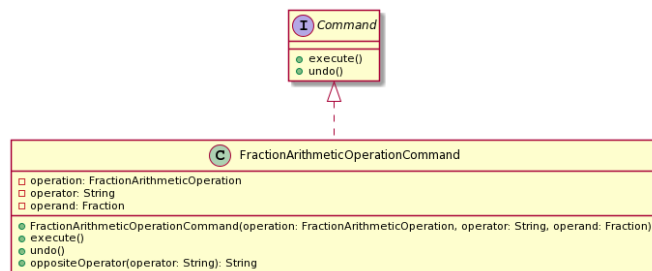 I Command
execute()
undo()
C FractionArithmeticOperationCommand
operation: FractionArithmeticOperation
operator: String
operand: Fraction
FractionArithmeticOperationCommand(operation: FractionArithmeticOperation, operator: String, operand: Fraction)
execute()
undo()
oppositeOperator(operator: String): String